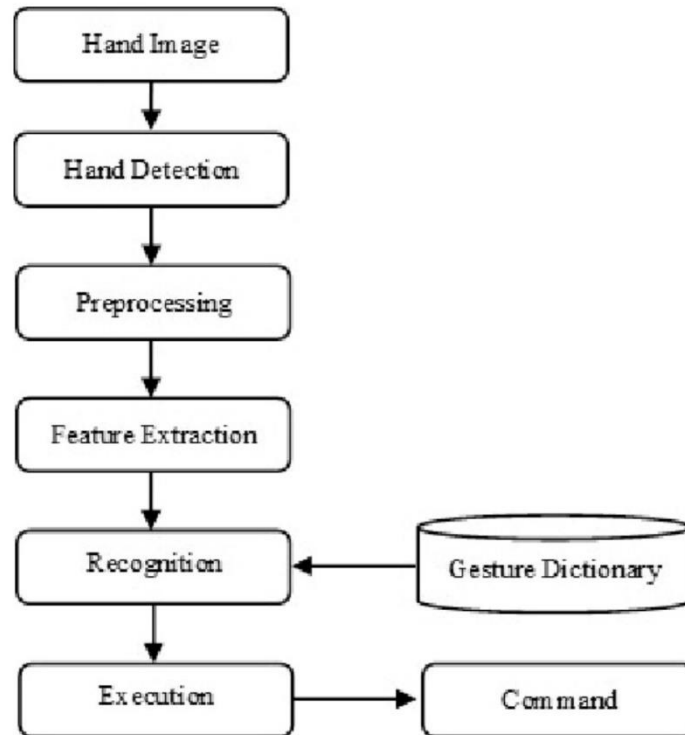 Hand Image
Hand Detection
Preprocessing
Feature Extraction
Recognition
Gesture Dictionary
Execution
Command